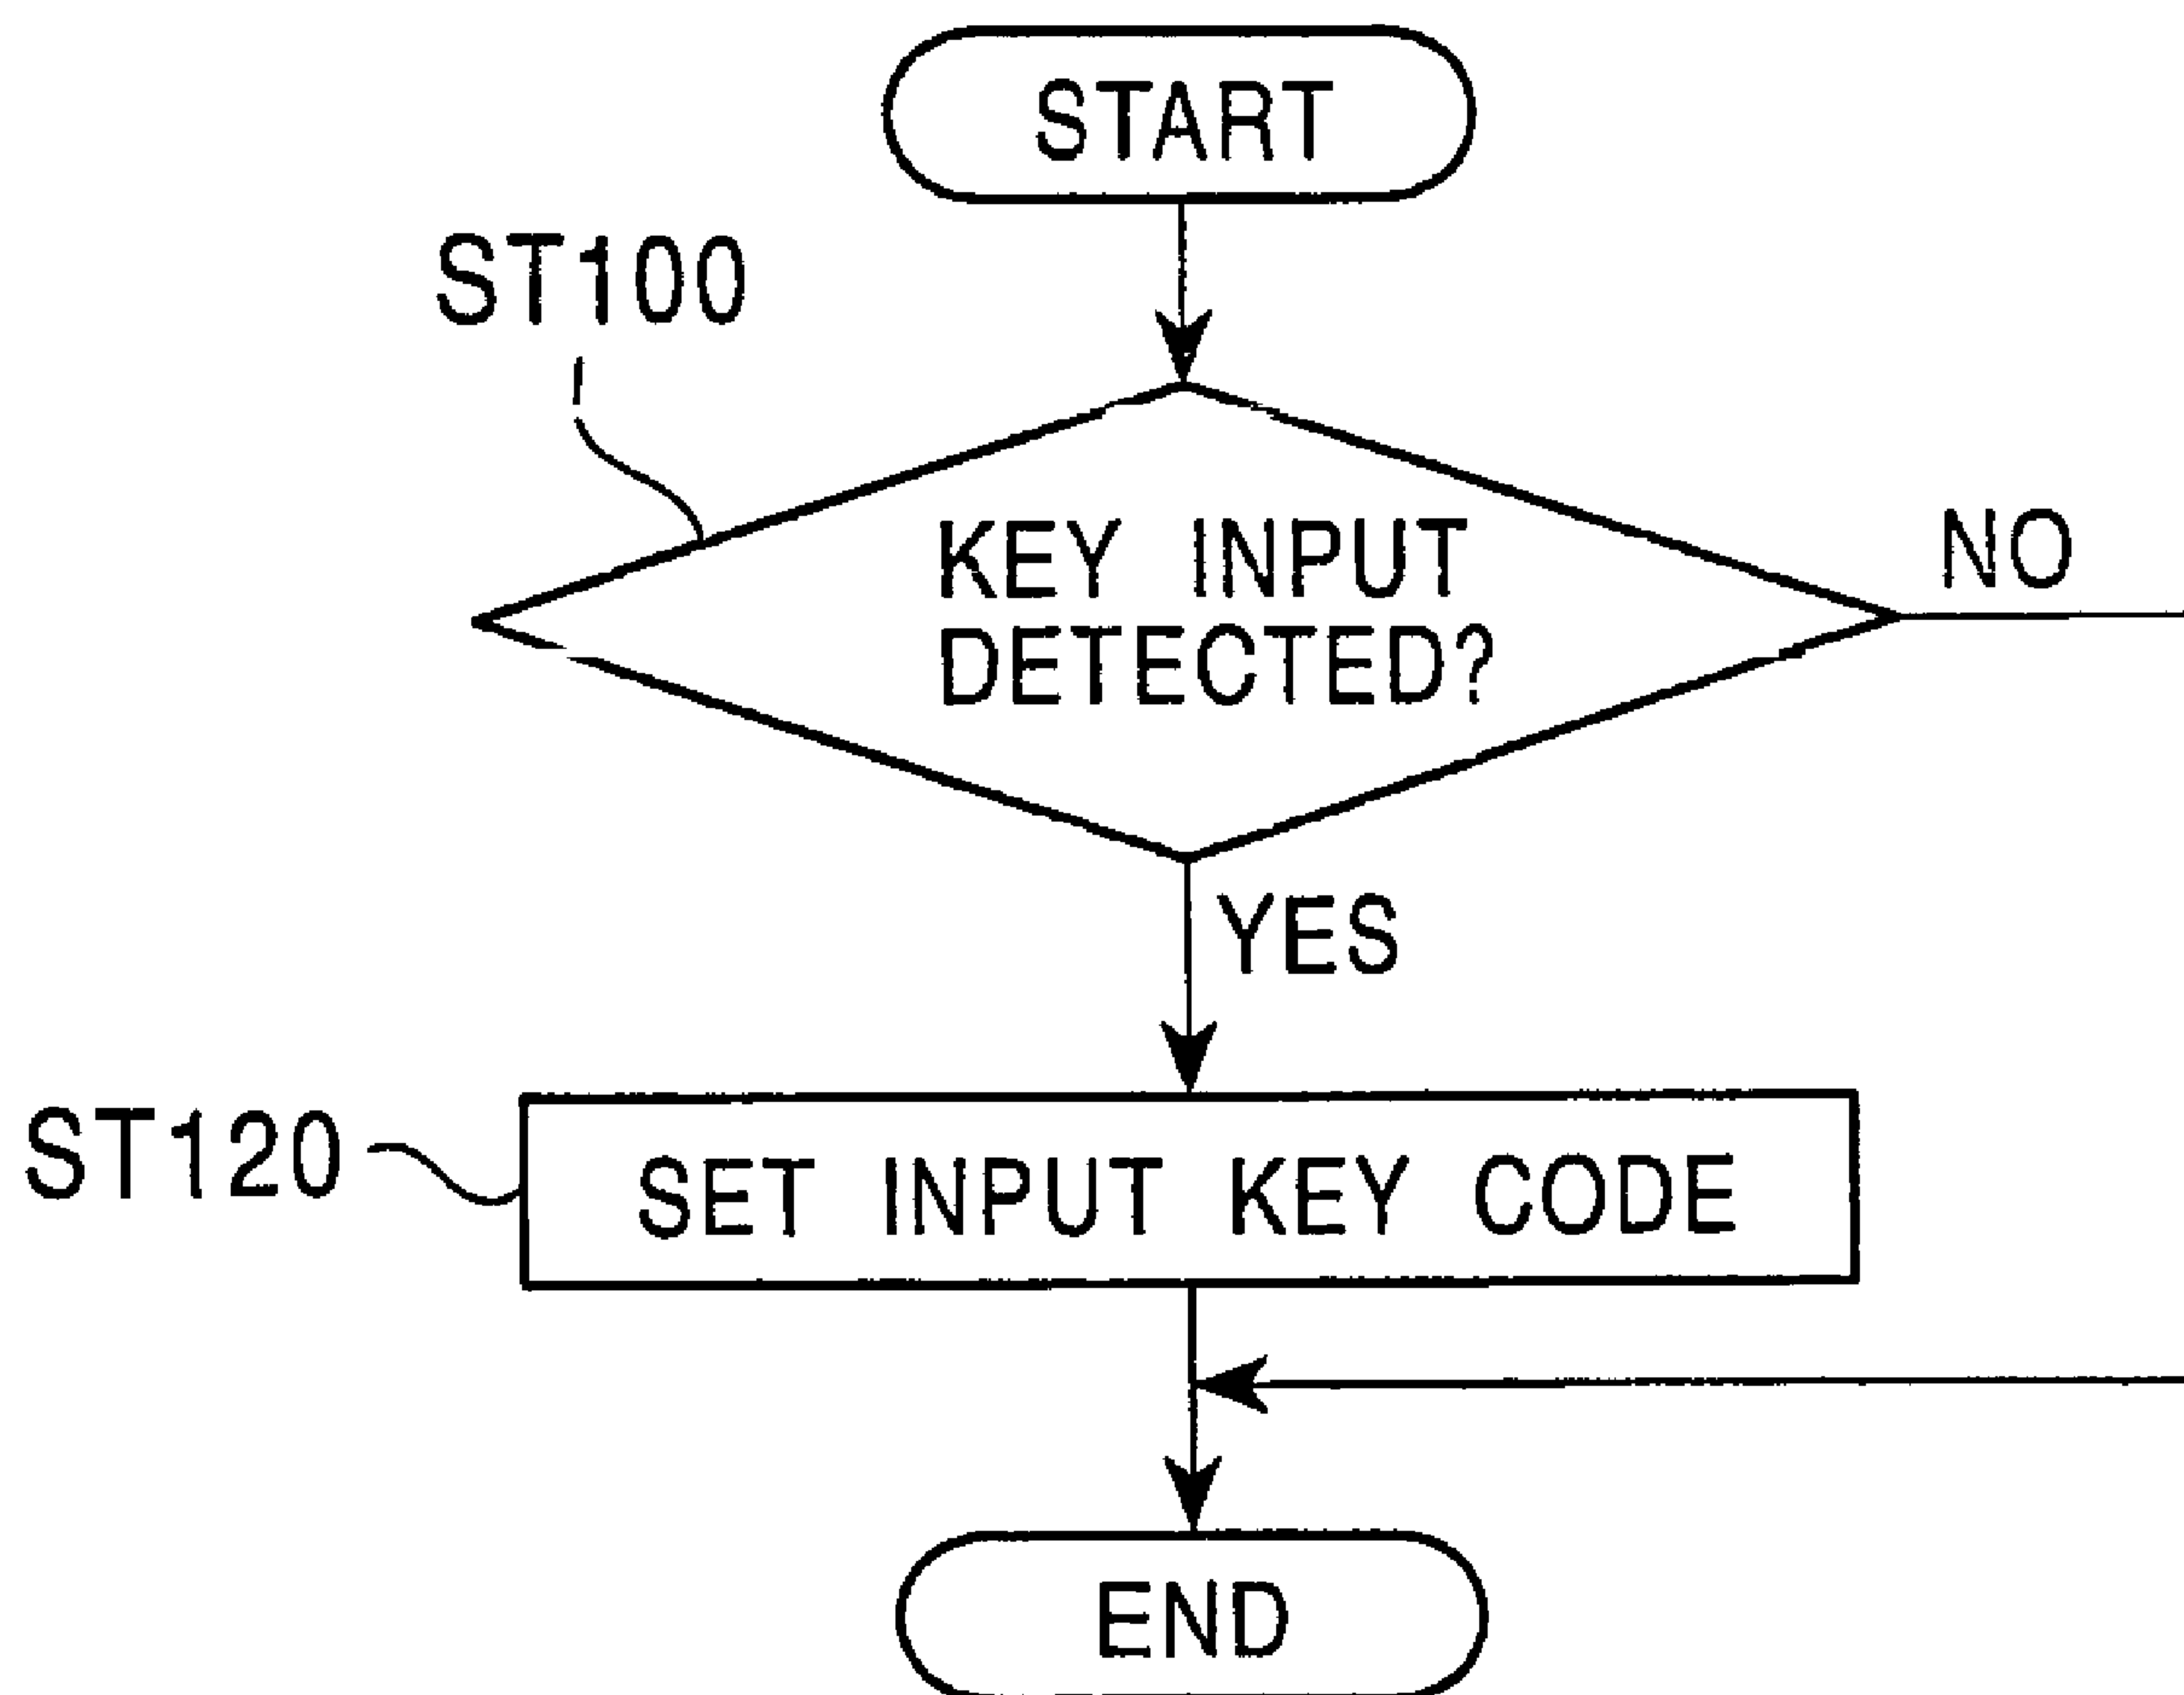 START
ST100
KEY INPUT
DETECTED?
NO
YES
ST120
SET INPUT KEY CODE
END